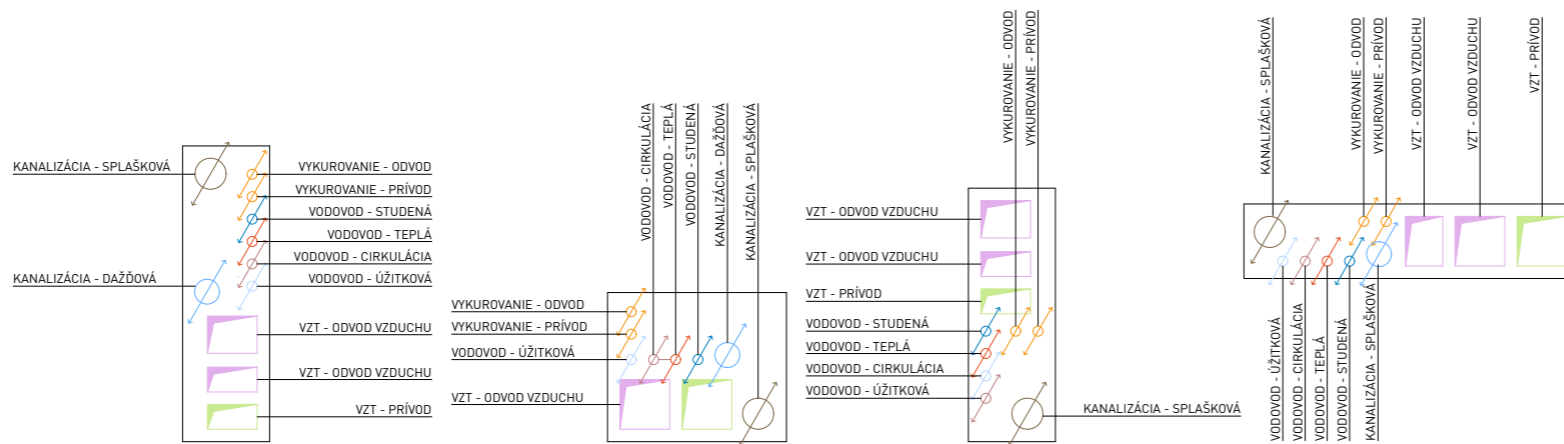 KANALIZÁCIA - SPLAŠKOVÁ
KANALIZÁCIA - DAŽĎOVÁ
VYKUROVANIE - ODVOD
VYKUROVANIE - PRÍVOD
VODOVOD - STUDENÁ
VODOVOD - TEPLÁ
VODOVOD - CIRKULÁCIA
VODOVOD - ÚŽITKOVÁ
VZT - ODVOD VZDUCHU
VZT - ODVOD VZDUCHU
VZT - PRÍVOD
VODOVOD - CIRKULÁCIA
VODOVOD - TEPLÁ
VODOVOD - STUDENÁ
KANALIZÁCIA - DAŽĎOVÁ
KANALIZÁCIA - SPLAŠKOVÁ
VYKUROVANIE - ODVOD
VYKUROVANIE - PRÍVOD
VODOVOD - ÚŽITKOVÁ
VZT - ODVOD VZDUCHU
VYKUROVANIE - ODVOD
VYKUROVANIE - PRÍVOD
VZT - ODVOD VZDUCHU
VZT - ODVOD VZDUCHU
VZT - PRÍVOD
VODOVOD - STUDENÁ
VODOVOD - TEPLÁ
VODOVOD - CIRKULÁCIA
VODOVOD - ÚŽITKOVÁ
KANALIZÁCIA - SPLAŠKOVÁ
KANALIZÁCIA - SPLAŠKOVÁ
VYKUROVANIE - ODVOD
VYKUROVANIE - PRÍVOD
VZT - ODVOD VZDUCHU
VZT - ODVOD VZDUCHU
VZT - PRÍVOD
VODOVOD - ÚŽITKOVÁ
VODOVOD - CIRKULÁCIA
VODOVOD - TEPLÁ
VODOVOD - STUDENÁ
KANALIZÁCIA - SPLAŠKOVÁ